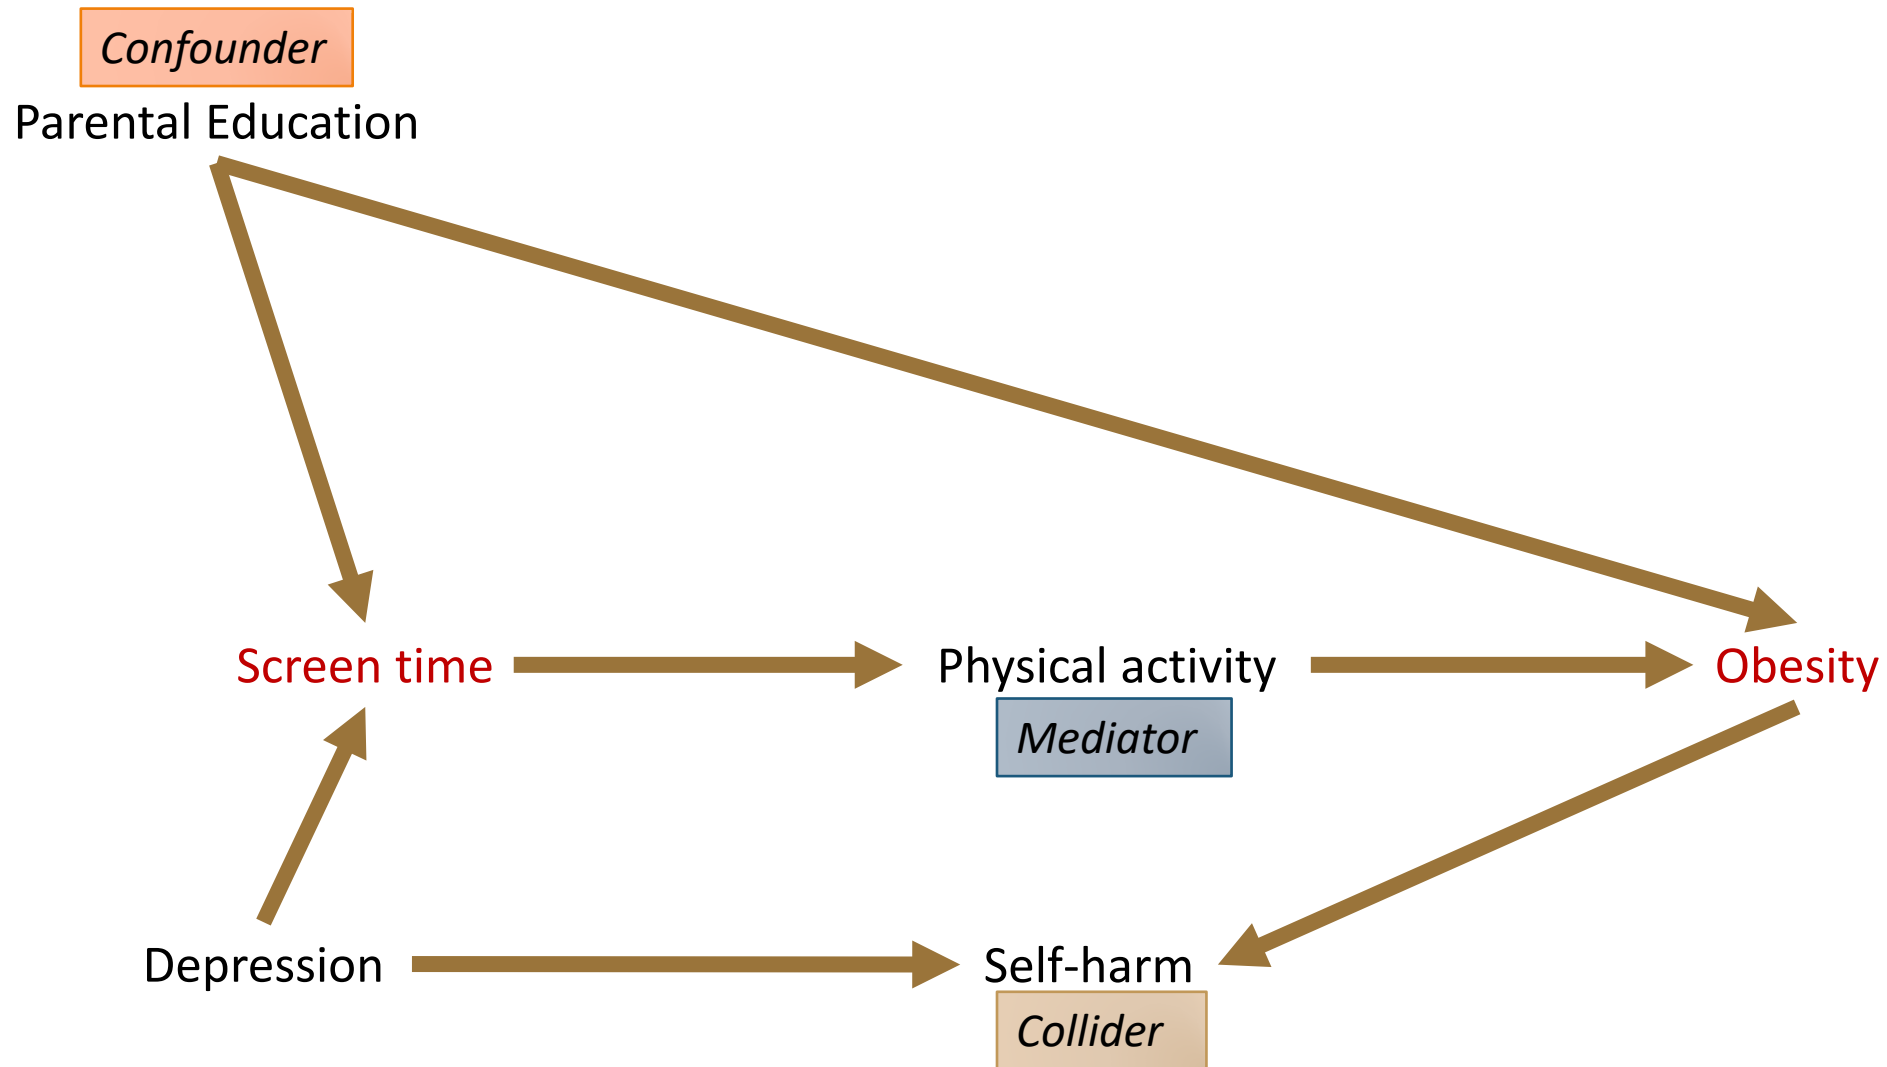 Confounder
Parental Education
Screen time
Physical activity
Obesity
Mediator
Depression
Self-harm
Collider